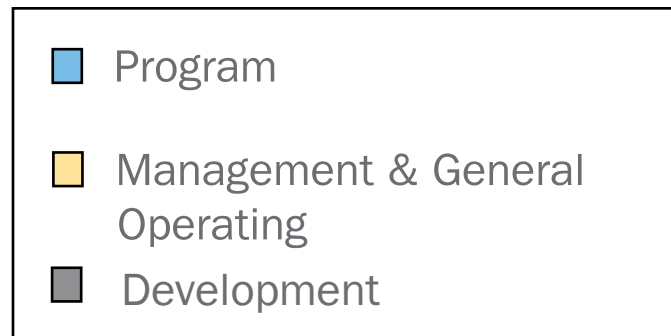 Program
Management & General
Operating
Development